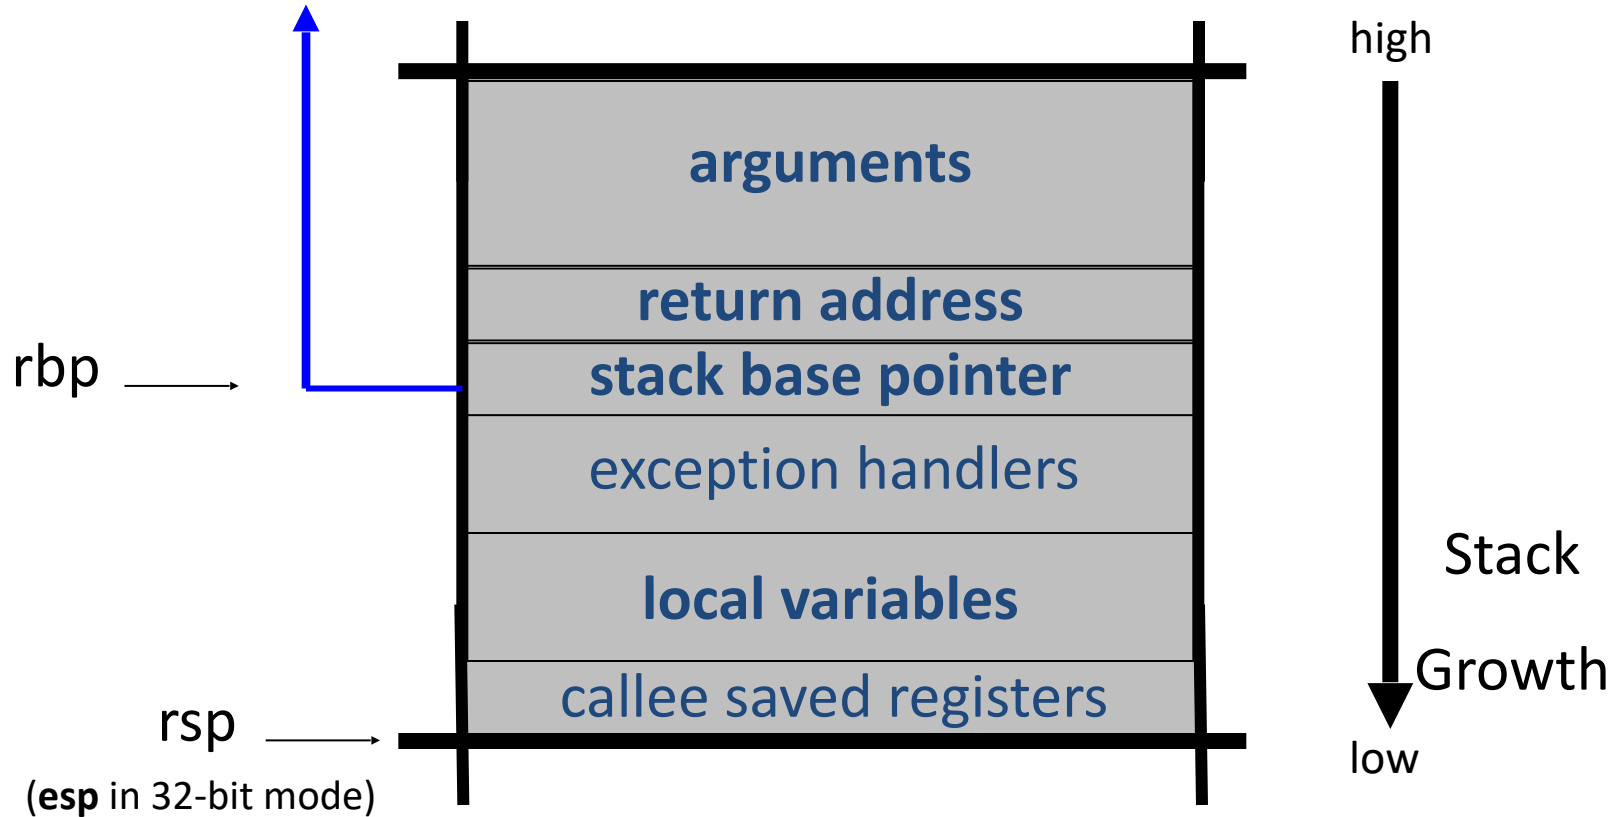 high
arguments
return address
rbp
stack base pointer
exception handlers
Stack
local variables
Growth
callee saved registers
rsp
low
(esp in 32-bit mode)